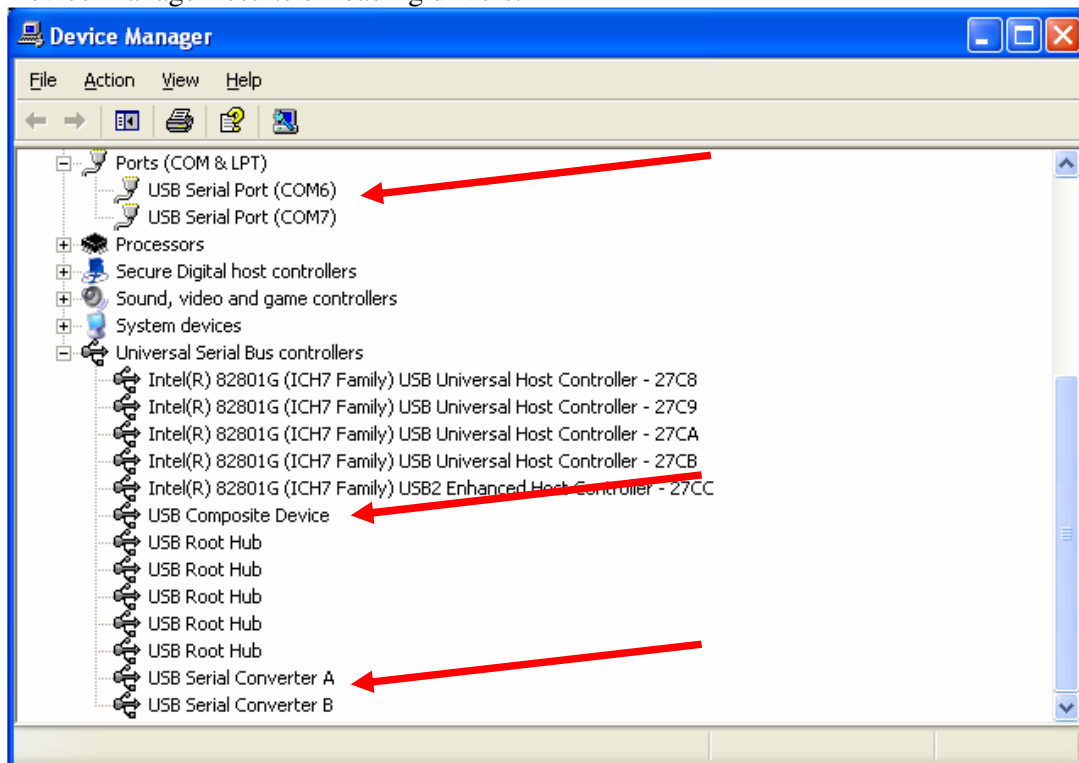 Device Manager
File Action View Help
Ports (COM & LPT)
USB Serial Port (COM6)
USB Serial Port (COM7)
Processors
Secure Digital host controllers
Sound, video and game controllers
System devices
Universal Serial Bus controllers
Intel(R) 82801G (ICH7 Family) USB Universal Host Controller - 27C8
Intel(R) 82801G (ICH7 Family) USB Universal Host Controller - 27C9
Intel(R) 82801G (ICH7 Family) USB Universal Host Controller - 27CA
Intel(R) 82801G (ICH7 Family) USB Universal Host Controller - 27CB
Intel(R) 82801G (ICH7 Family) USB2 Enhanced Host Controller - 27CC
USB Composite Device
USB Root Hub
USB Root Hub
USB Root Hub
USB Root Hub
USB Root Hub
USB Serial Converter A
USB Serial Converter B